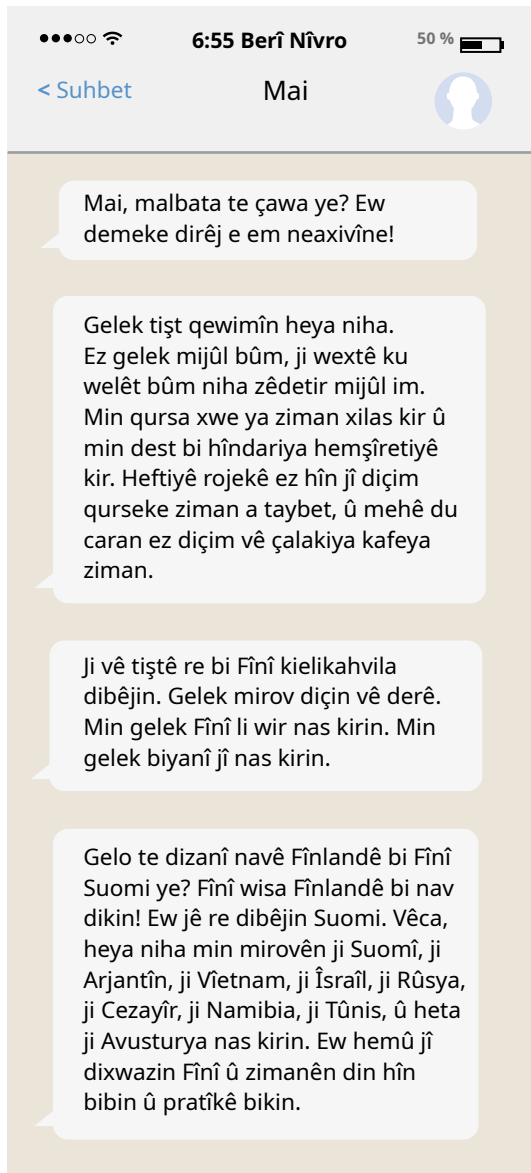 6:55 Berî Nîvro
50 %
< Suhbet
Mai
Mai, malbata te çawa ye? Ew
demeke dirêj e em neaxivîne!
Gelek tişt qewimîn heya niha.
Ez gelek mijûl bûm, ji wextê ku
welêt bûm niha zêdetir mijûl im.
Min qursa xwe ya ziman xilas kir û
min dest bi hîndariya hemşîretiyê
kir. Heftiyê rojekê ez hîn jî diçim
qurseke ziman a taybet, û mehê du
caran ez diçim vê çalakiya kafeya
ziman.
Ji vê tiştê re bi Fînî kielikahvila
dibêjin. Gelek mirov diçin vê derê.
Min gelek Fînî li wir nas kirin. Min
gelek biyanî jî nas kirin.
Gelo te dizanî navê Fînlandê bi Fînî
Suomi ye? Fînî wisa Fînlandê bi nav
dikin! Ew jê re dibêjin Suomi. Vêca,
heya niha min mirovên ji Suomî, ji
Arjantîn, ji Vîetnam, ji Îsraîl, ji Rûsya,
ji Cezayîr, ji Namibia, ji Tûnis, û heta
ji Avusturya nas kirin. Ew hemû jî
dixwazin Fînî û zimanên din hîn
bibin û pratîkê bikin.